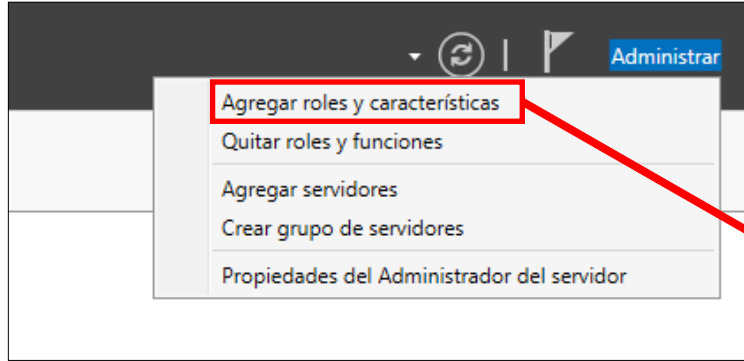 Administrar
Agregar roles y características
Quitar roles y funciones
Agregar servidores
Crear grupo de servidores
Propiedades del Administrador del servidor